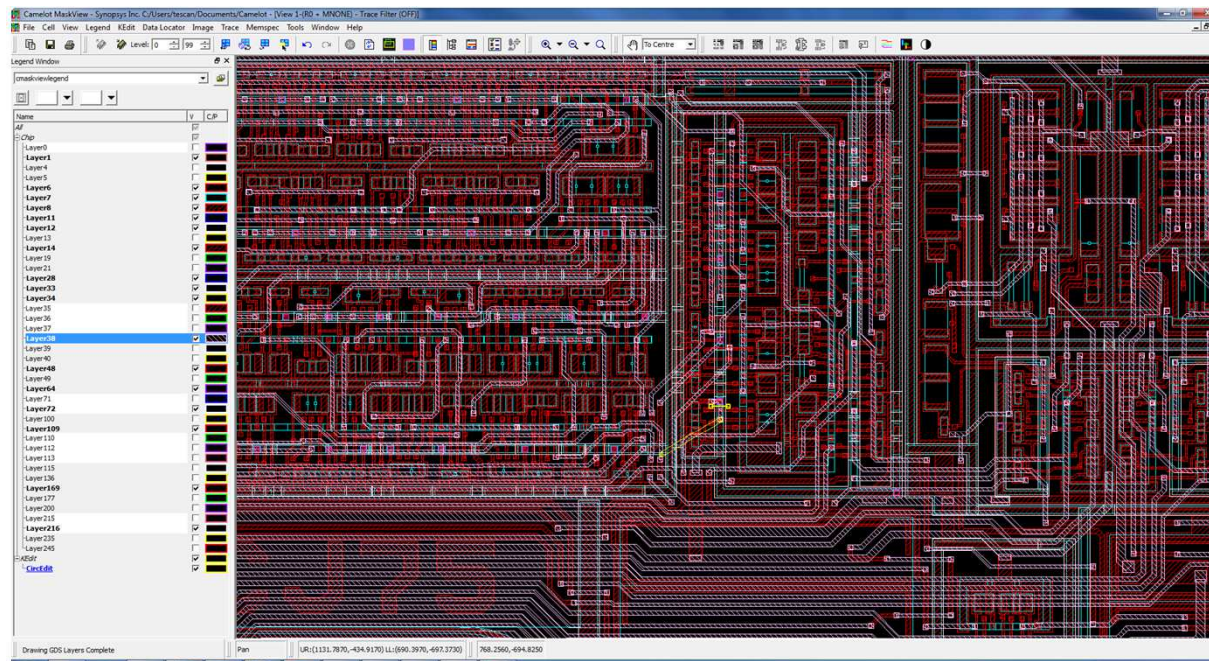 Camelot MaskView - Synopsys Inc. C:/Users/tescan/Documents/Camelot - [View 1-(R0 + MNONE) - Trace Filter (OFF)]
File Cell View Legend KEdit Data Locator Image Trace Memspec Tools Window Help
Level: 0 99 To Centre
Legend Window
cmaskviewlegend
Name V C/P
All
Chip
Layer0
Layer1
Layer4
Layer5
Layer6
Layer7
Layer8
Layer11
Layer12
Layer13
Layer14
Layer19
Layer21
Layer28
Layer33
Layer34
Layer35
Layer36
Layer37
Layer38
Layer39
Layer40
Layer48
Layer49
Layer64
Layer71
Layer72
Layer100
Layer109
Layer110
Layer112
Layer113
Layer115
Layer136
Layer169
Layer177
Layer200
Layer215
Layer216
Layer235
Layer245
KEdit
CircEdit
Drawing GDS Layers Complete Pan UR:(1131.7870,-434.9170) LL:(690.3970,-697.3730) 768.2560,-694.8250